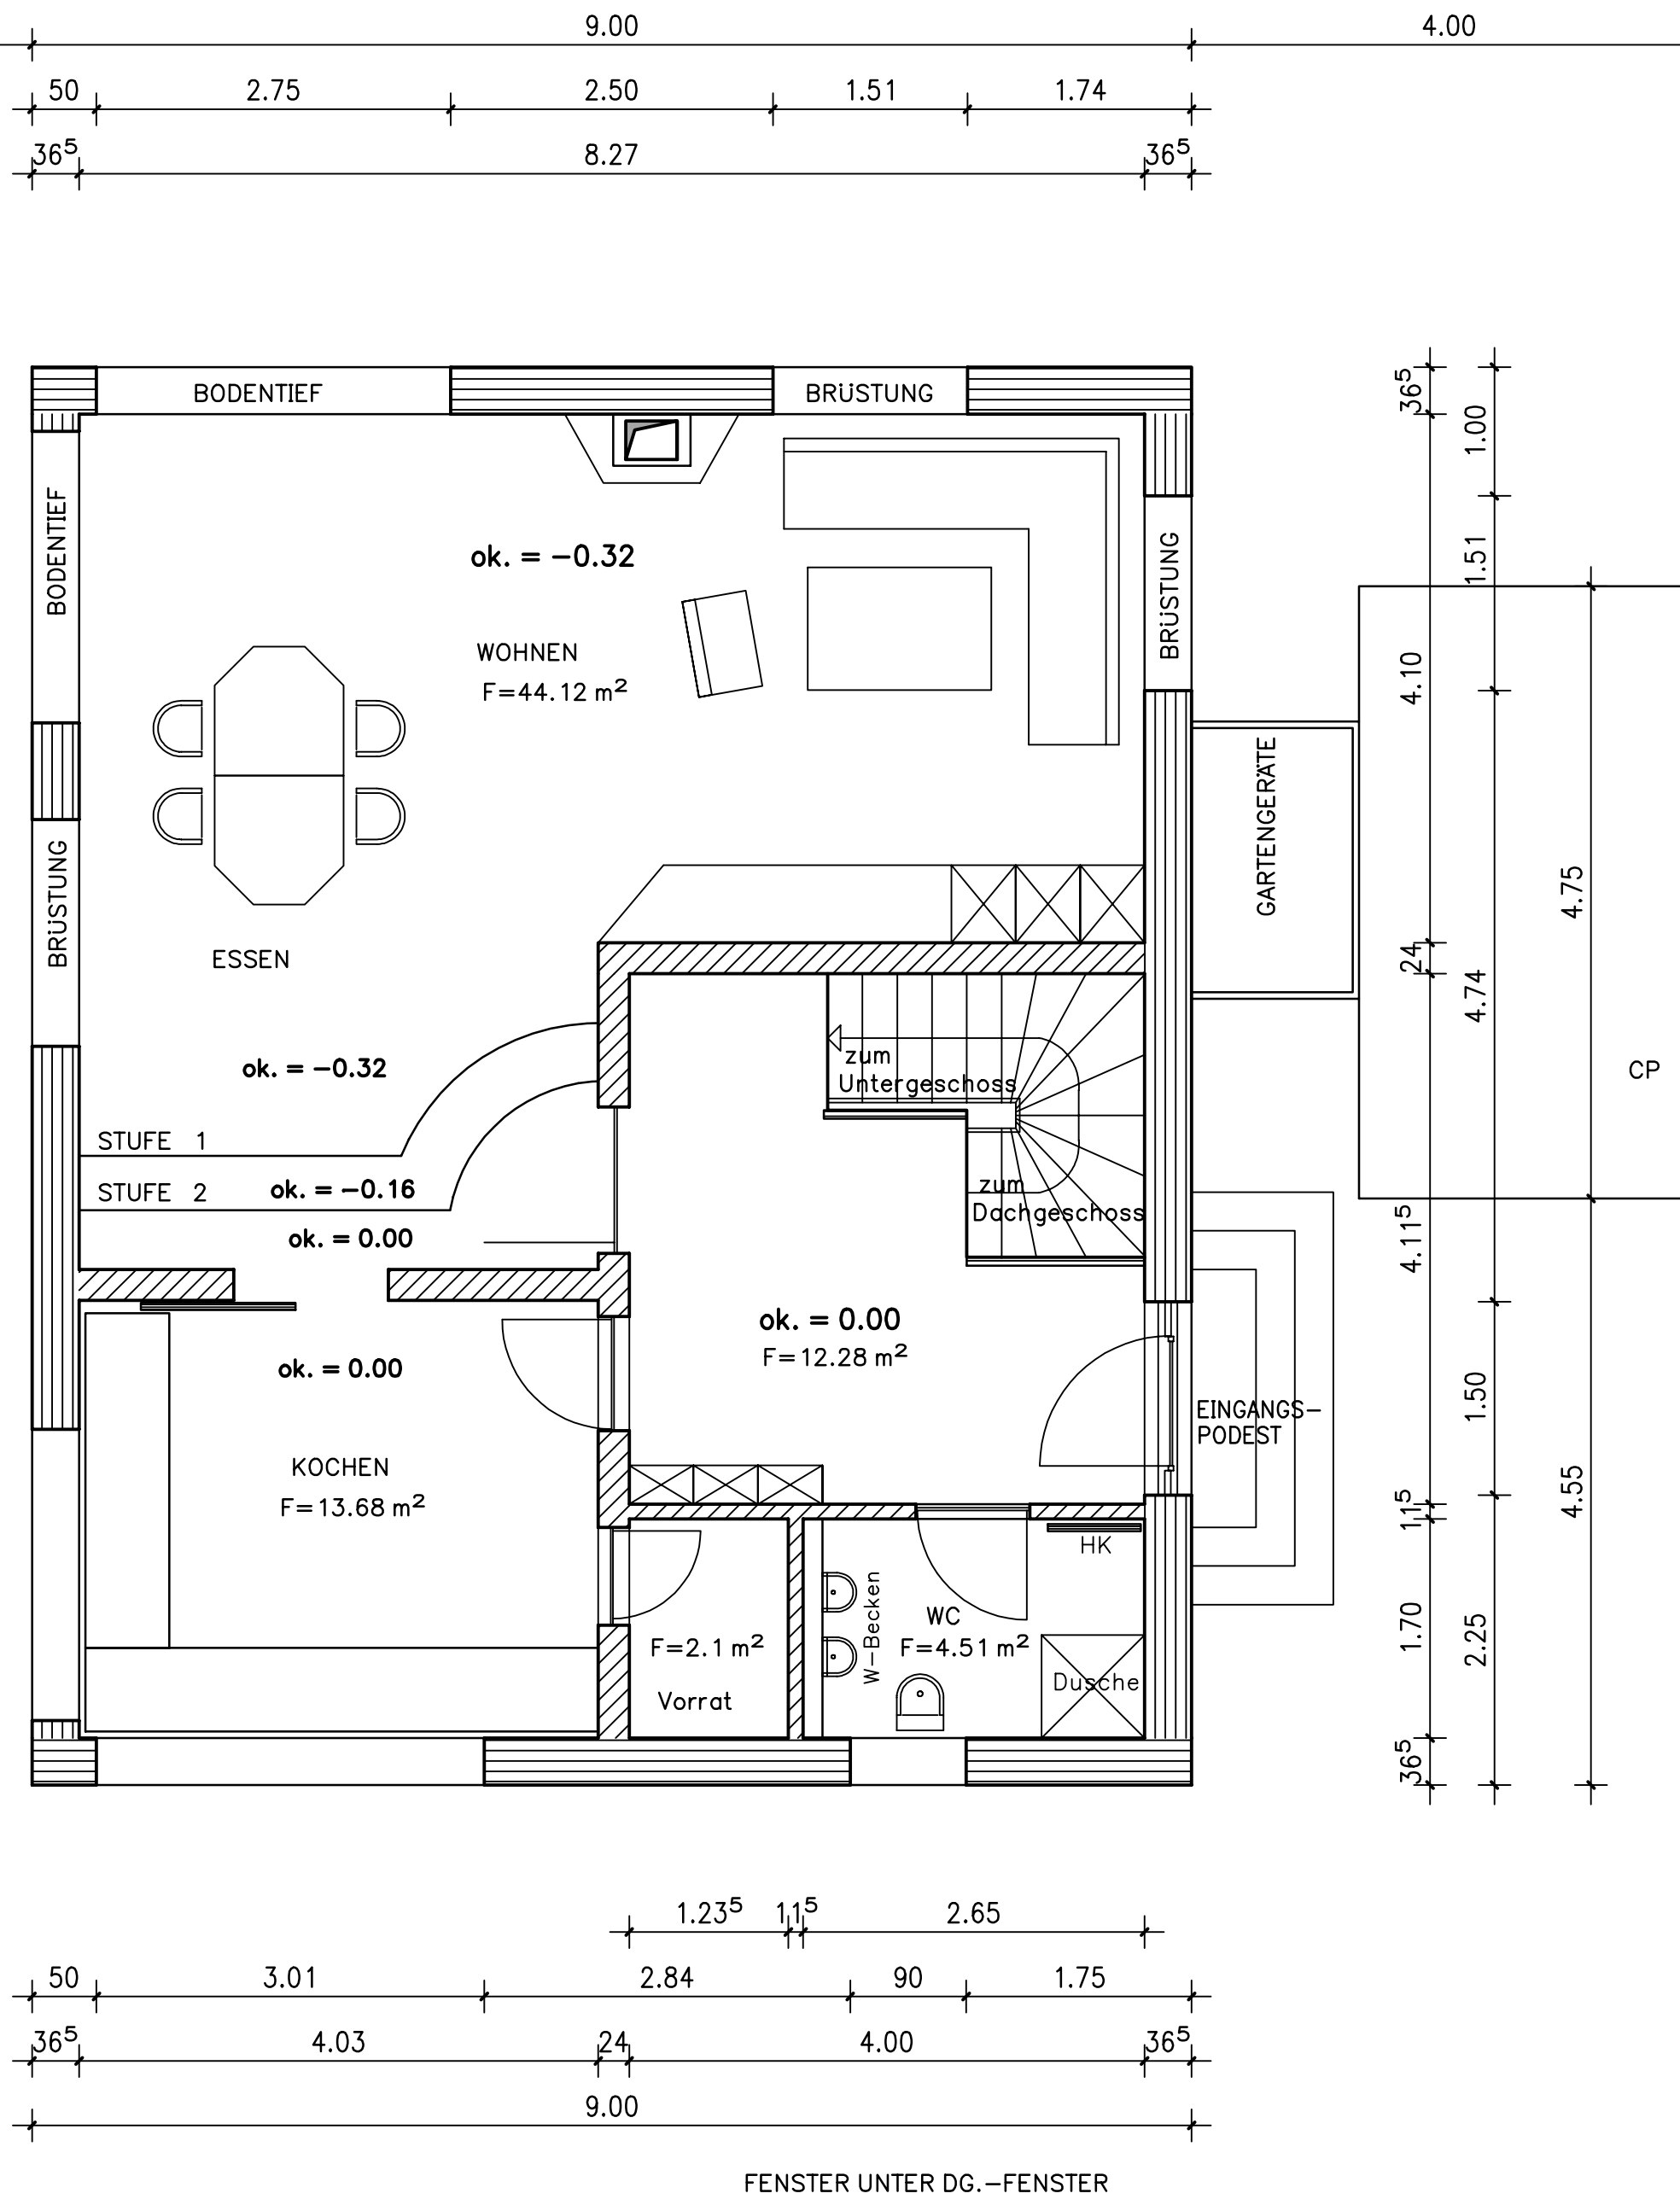 9.00
4.00
50
2.75
2.50
1.51
1.74
36⁵
8.27
36⁵
BODENTIEF
BRÜSTUNG
36⁵
1.00
BODENTIEF
ok. = -0.32
BRÜSTUNG
1.51
WOHNEN
F=44.12 m²
4.10
GARTENGERÄTE
4.75
BRÜSTUNG
ESSEN
24
4.74
ok. = -0.32
zum
Untergeschoss
CP
STUFE 1
STUFE 2
ok. = -0.16
zum
Dachgeschoss
ok. = 0.00
4.11⁵
ok. = 0.00
F=12.28 m²
ok. = 0.00
EINGANGS-
PODEST
1.50
KOCHEN
F=13.68 m²
4.55
11⁵
HK
W-Becken
WC
F=4.51 m²
F=2.1 m²
1.70
2.25
Dusche
Vorrat
36⁵
1.23⁵
11⁵
2.65
50
3.01
2.84
90
1.75
36⁵
4.03
24
4.00
36⁵
9.00
FENSTER UNTER DG.-FENSTER